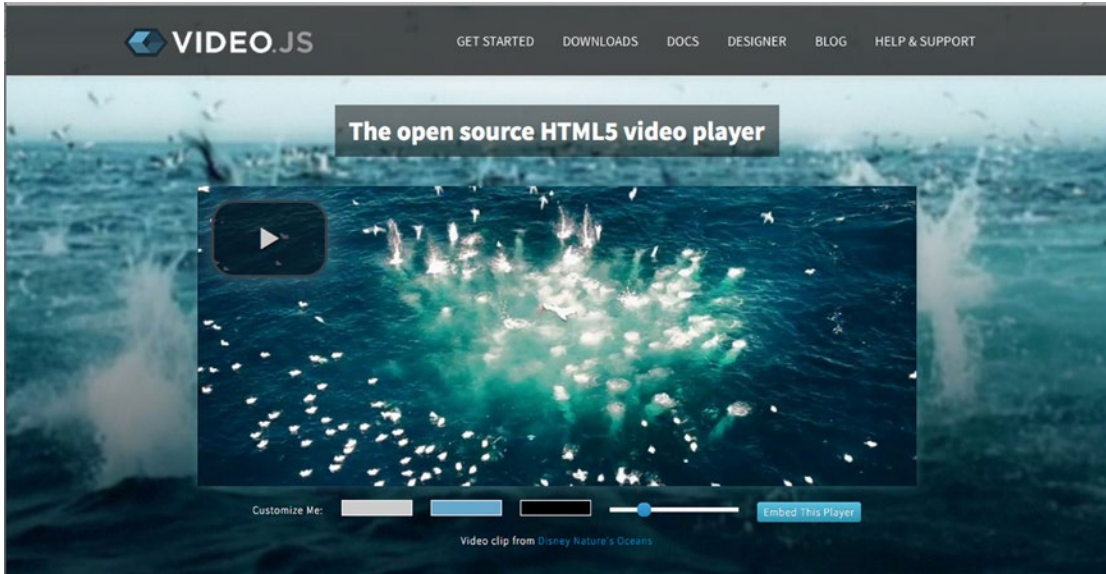 VIDEO.JS
GET STARTED DOWNLOADS DOCS DESIGNER BLOG HELP & SUPPORT
The open source HTML5 video player
Customize Me:
Embed This Player
Video clip from Disney Nature's Oceans